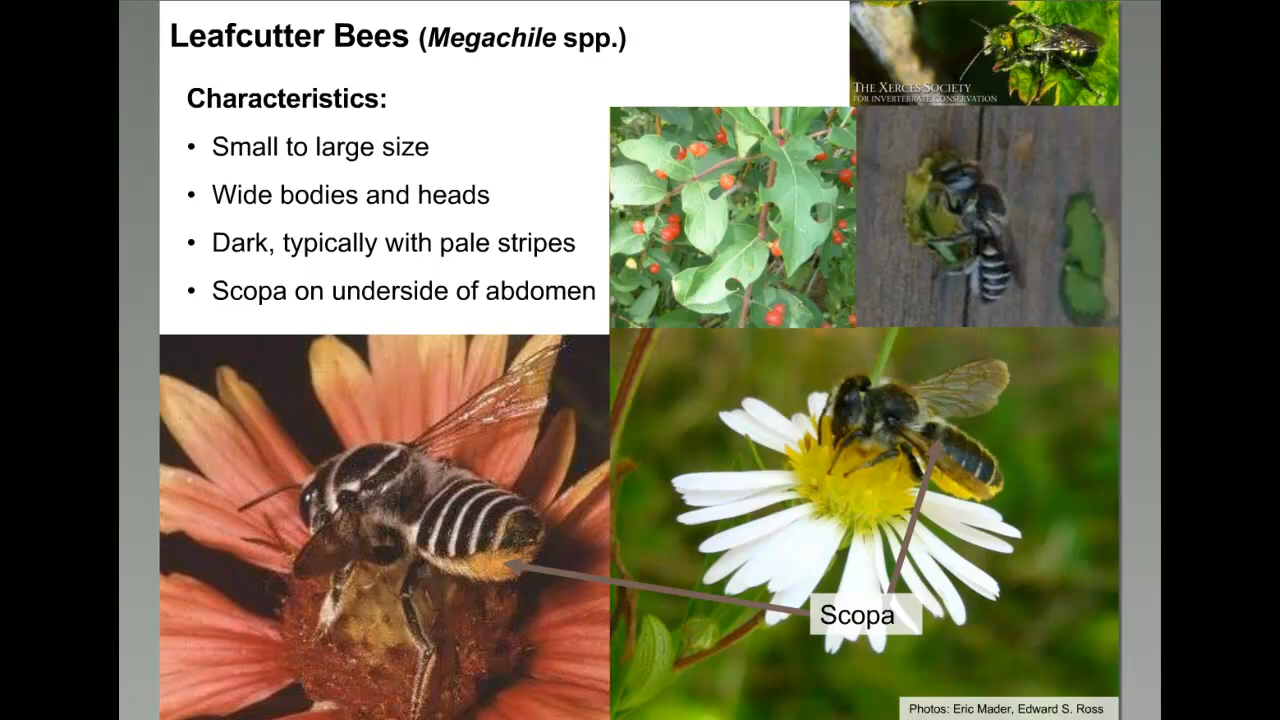 Leafcutter Bees (Megachile spp.)
THE XERCES SOCIETY
FOR INVERTEBRATE CONSERVATION
Characteristics:
• Small to large size
• Wide bodies and heads
• Dark, typically with pale stripes
• Scopa on underside of abdomen
Scopa
Photos: Eric Mader, Edward S. Ross